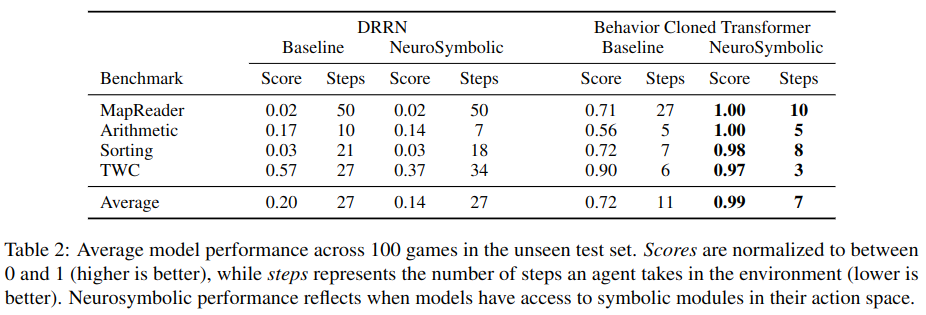 DRRN Behavior Cloned Transformer
Baseline NeuroSymbolic Baseline NeuroSymbolic
Benchmark Score Steps Score Steps Score Steps Score Steps
MapReader 0.02 50 0.02 50 0.71 27 1.00 10
Arithmetic 0.17 10 0.14 7 0.56 5 1.00 5
Sorting 0.03 21 0.03 18 0.72 7 0.98 8
TWC 0.57 27 0.37 34 0.90 6 0.97 3
Average 0.20 27 0.14 27 0.72 11 0.99 7
Table 2: Average model performance across 100 games in the unseen test set. Scores are normalized to between
0 and 1 (higher is better), while steps represents the number of steps an agent takes in the environment (lower is
better). Neurosymbolic performance reflects when models have access to symbolic modules in their action space.